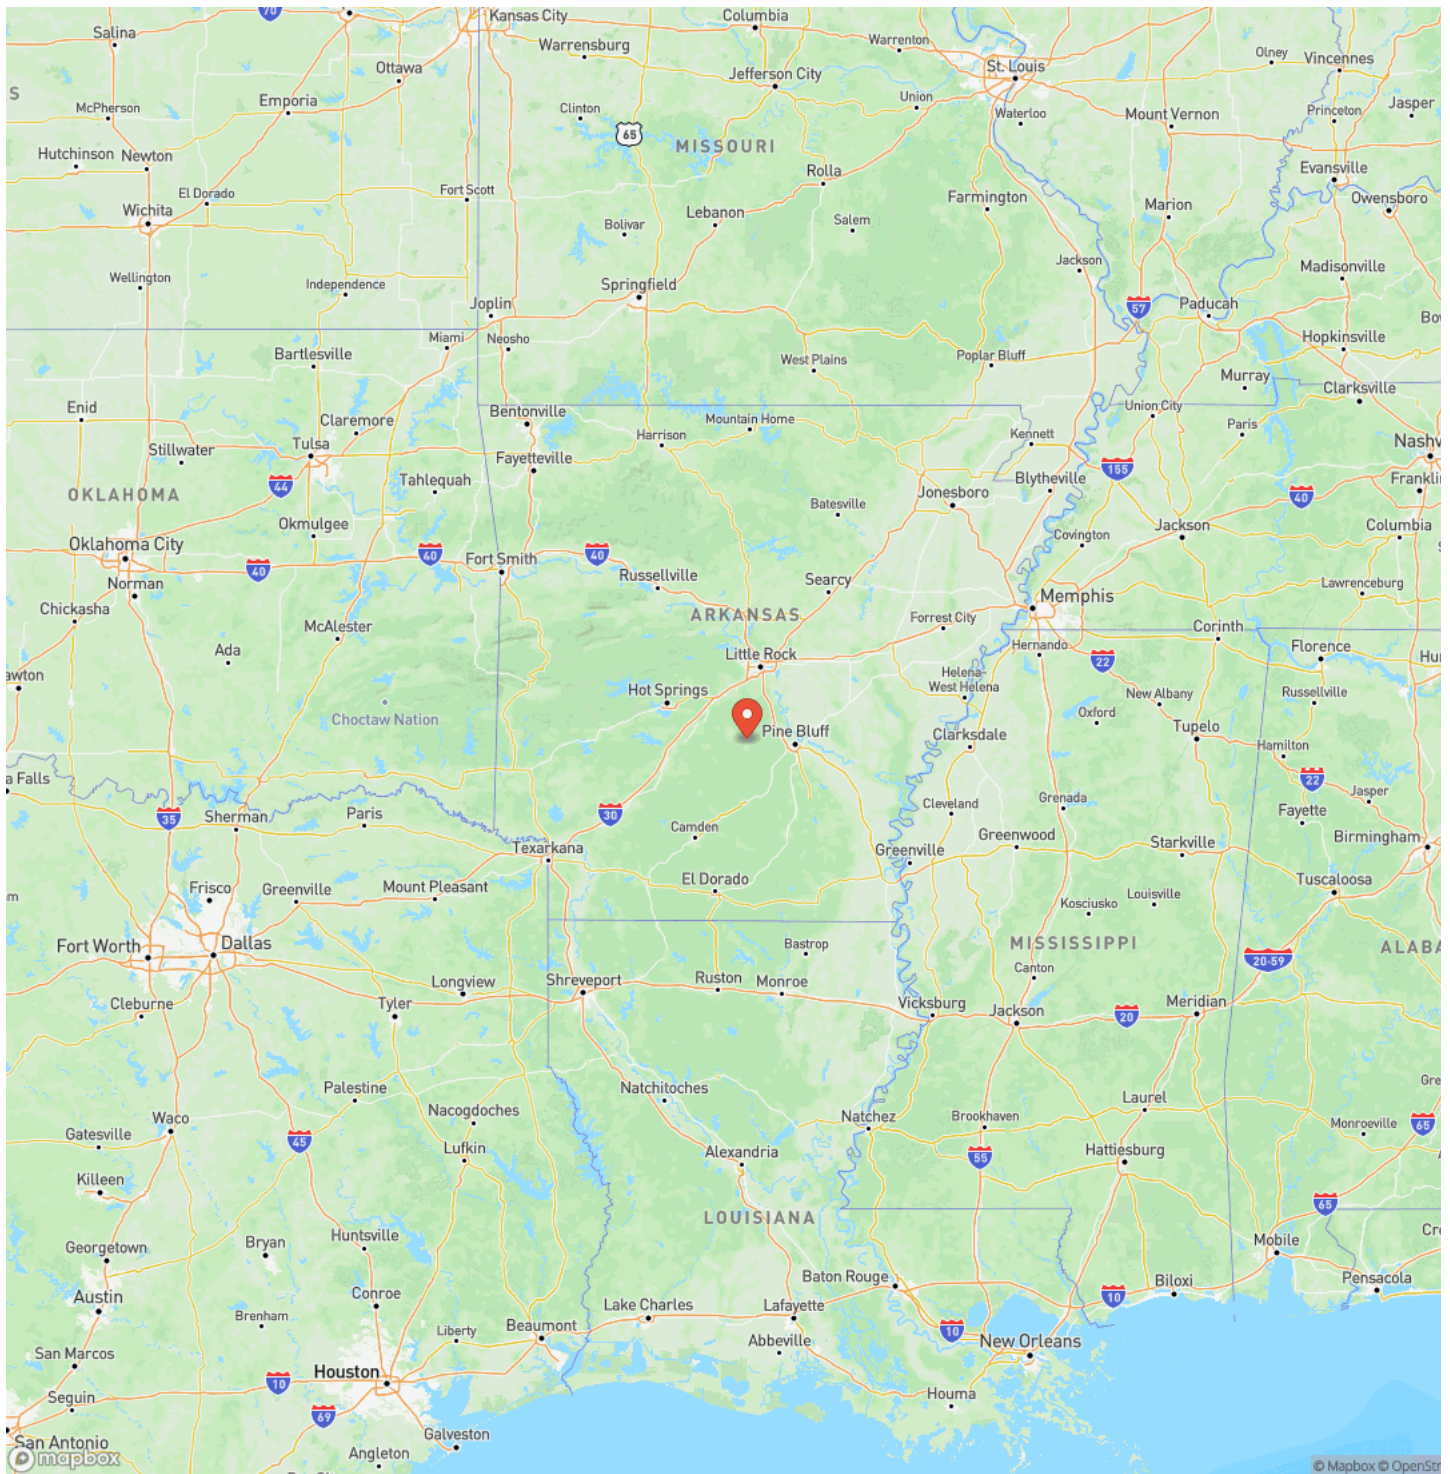 70
Salina
Kansas City
Columbia
Warrensburg
Warrenton
Olney
Vincennes
Ottawa
Jefferson City
St. Louis
S
McPherson
Emporia
Clinton
Union
Waterloo
Mount Vernon
Princeton
Jasper
65
MISSOURI
Hutchinson
Newton
Rolla
Evansville
El Dorado
Fort Scott
Farmington
Marion
Owensboro
Wichita
Lebanon
Bolivar
Salem
Jackson
Madisonville
Wellington
Independence
Springfield
Joplin
57
Paducah
Bo
Miami
Neosho
Hopkinsville
Bartlesville
West Plains
Poplar Bluff
Murray
Clarksville
Enid
Bentonville
Mountain Home
Union City
Claremore
Harrison
Kennett
Paris
Stillwater
Tulsa
Fayetteville
Nashv
155
44
Tahlequah
Blytheville
Franklin
OKLAHOMA
Jonesboro
40
Batesville
Okmulgee
Jackson
Columbia
Oklahoma City
40
40
40
Fort Smith
Covington
Norman
Russellville
Searcy
Lawrenceburg
Chickasha
ARKANSAS
Memphis
McAlester
Forrest City
Corinth
Ada
Hernando
Florence
Little Rock
22
Hun
awton
Hot Springs
Helena-
West Helena
New Albany
Russellville
Choctaw Nation
Oxford
Pine Bluff
Clarksdale
Tupelo
Hamilton
a Falls
22
Jasper
35
Sherman
Paris
30
Cleveland
Grenada
Fayette
Camden
Greenwood
Starkville
Birmingham
Texarkana
Greenville
Frisco
Greenville
Mount Pleasant
El Dorado
Tuscaloosa
m
Louisville
Kosciusko
Fort Worth
Dallas
Bastrop
MISSISSIPPI
ALABA
20-59
Canton
Longview
Shreveport
Ruston
Monroe
Cleburne
Tyler
Vicksburg
Jackson
20
Meridian
Palestine
Natchitoches
Gre
Waco
Nacogdoches
Natchez
Brookhaven
Laurel
Gatesville
45
Monroeville
65
Lufkin
Alexandria
55
Hattiesburg
Killeen
65
LOUISIANA
Georgetown
Bryan
Huntsville
Mobile
Cr
Baton Rouge
Biloxi
Pensacola
Austin
Conroe
10
Brenham
Lake Charles
Lafayette
Liberty
Beaumont
10
Abbeville
New Orleans
San Marcos
Houston
10
Seguin
Houma
69
San Antonio
Galveston
mapbox
Angleton
© Mapbox © OpenStr